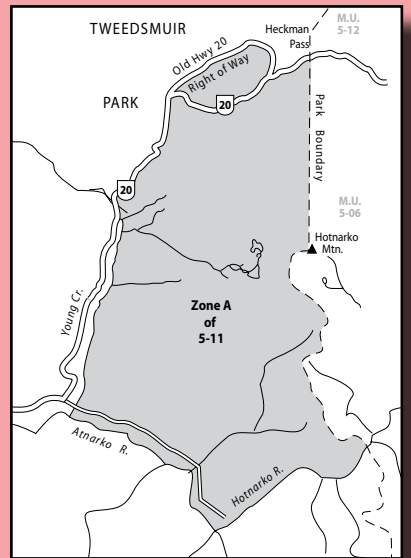 TWEEDSMUIR
PARK
Heckman
Pass
M.U.
5-12
Old Hwy 20
Right of Way
20
Park Boundary
20
M.U.
5-06
Hotnarko
Mtn.
Young Cr.
Zone A
of
5-11
Atnarko R.
Hotnarko R.